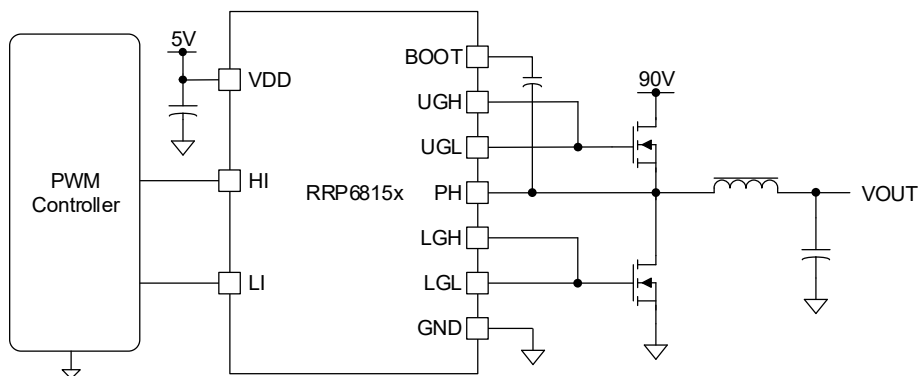 5V
BOOT
VDD
90V
UGH
UGL
PWM
Controller
HI
RRP6815x
PH
VOUT
LGH
LI
LGL
GND